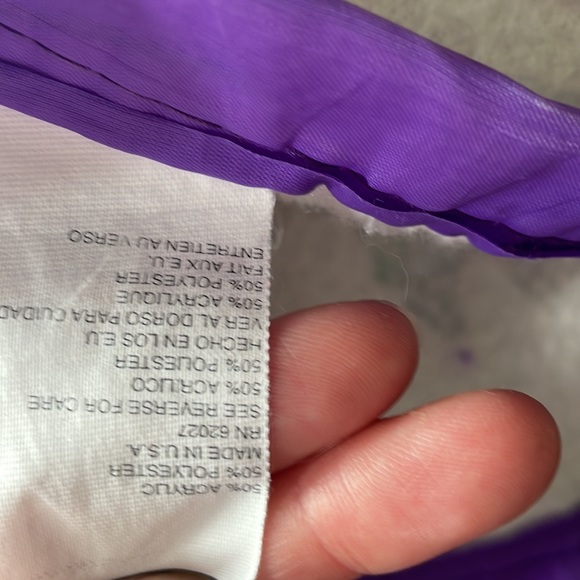 50% ACRYLIC
50% POLYESTER
MADE IN U.S.A.
RN 62027
SEE REVERSE FOR CARE
50% ACRILICO
50% POLIESTER
HECHO EN LOS E.U.
VER AL DORSO PARA CUIDAD
50% ACRYLIQUE
50% POLYESTER
FAIT AUX E.U.
ENTRETIEN AU VERSO